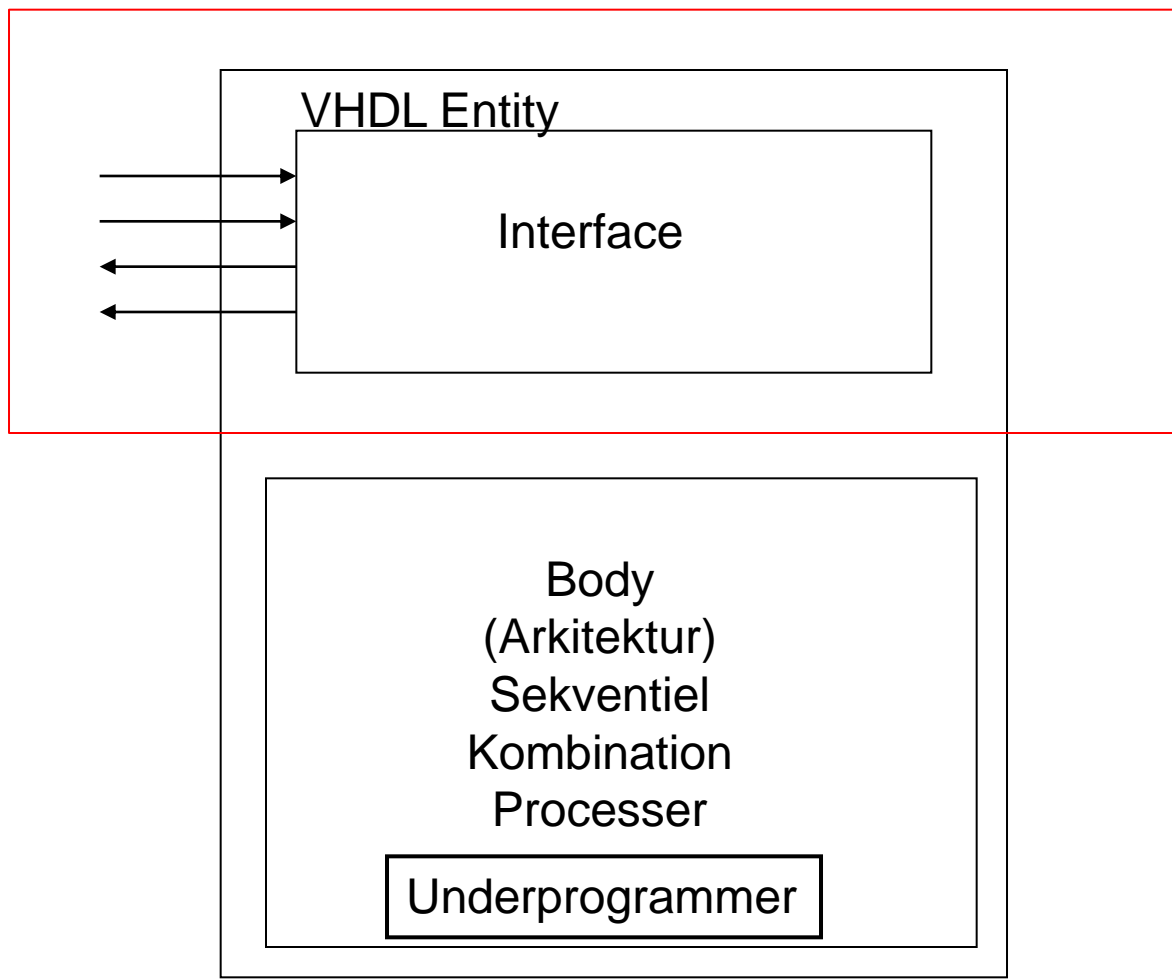 VHDL Entity
Interface
Body
(Arkitektur)
Sekventiel
Kombination
Processer
Underprogrammer